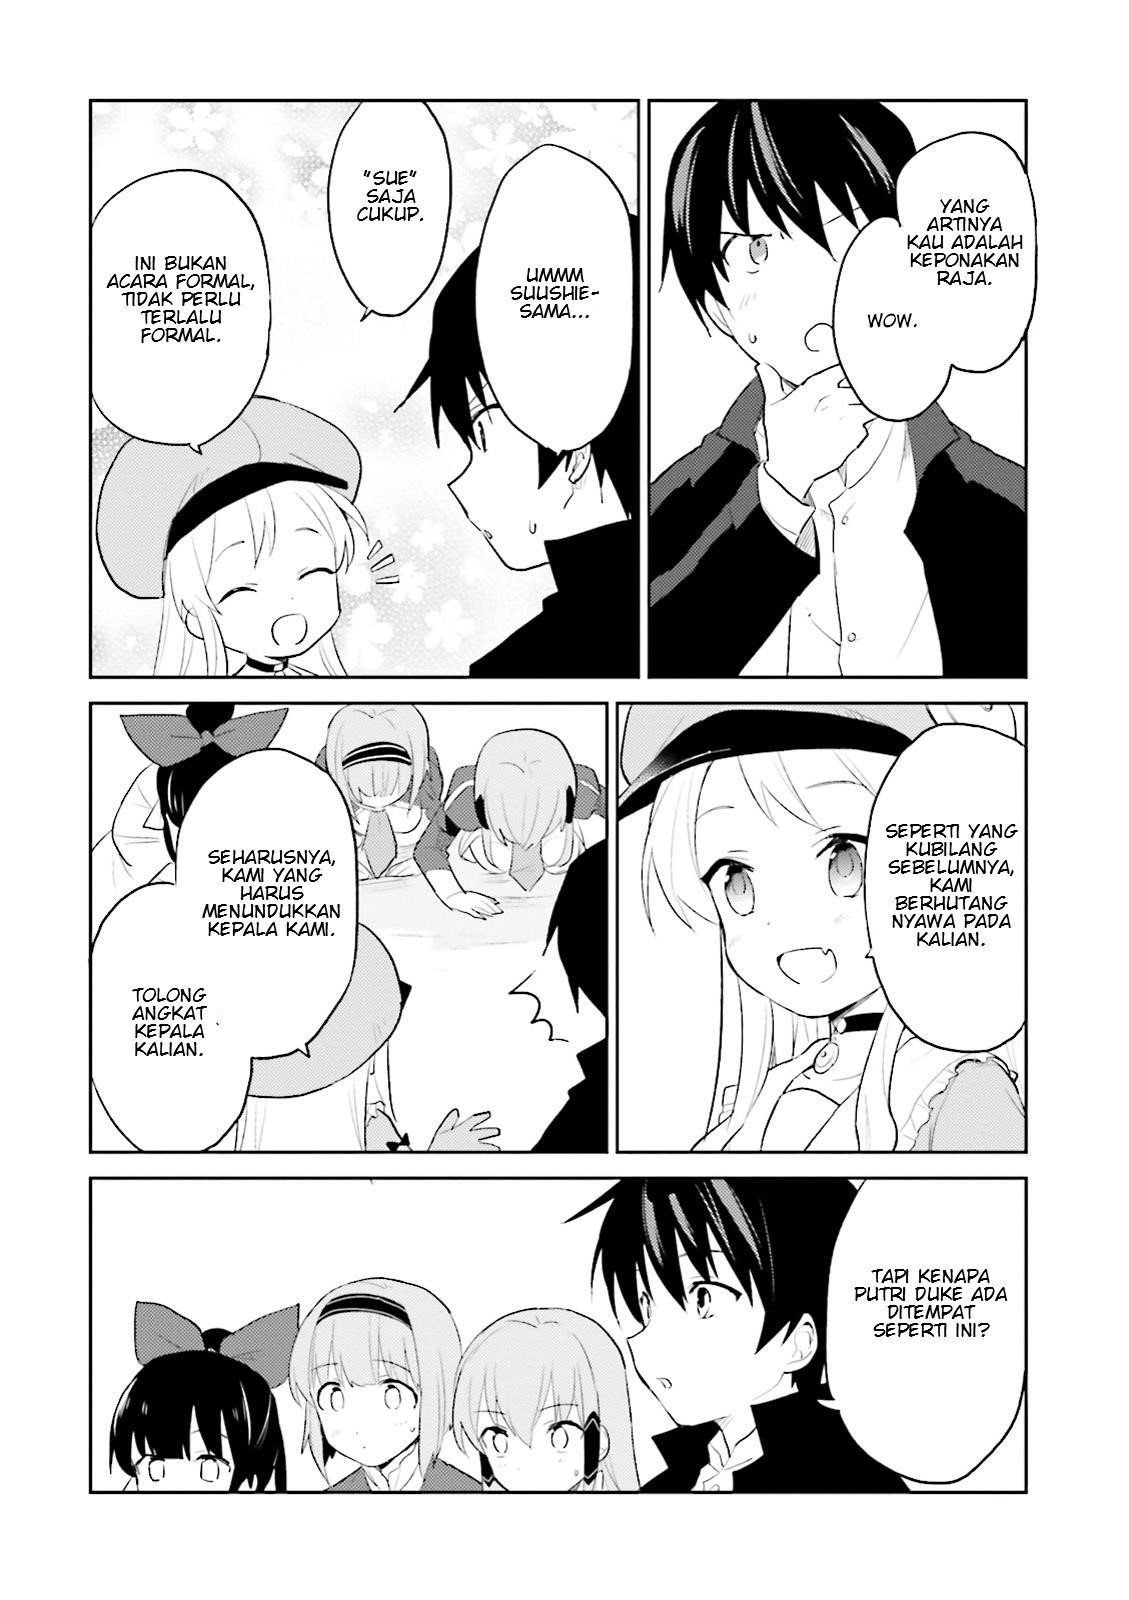 YANG
ARTINYA
KAU ADALAH
KEPONAKAN
RAJA.
WOW.
UMMM
SUUSHIE-
SAMA...
"SUE"
SAJA
CUKUP.
INI BUKAN
ACARA FORMAL,
TIDAK PERLU
TERLALU
FORMAL.
SEPERTI YANG
KUBILANG
SEBELUMNYA,
KAMI
BERHUTANG
NYAWA PADA
KALIAN.
SEHARUSNYA,
KAMI YANG
HARUS
MENUNDUKKAN
KEPALA KAMI.
TOLONG
ANGKAT
KEPALA
KALIAN.
TAPI KENAPA
PUTRI DUKE ADA
DITEMPAT
SEPERTI INI?